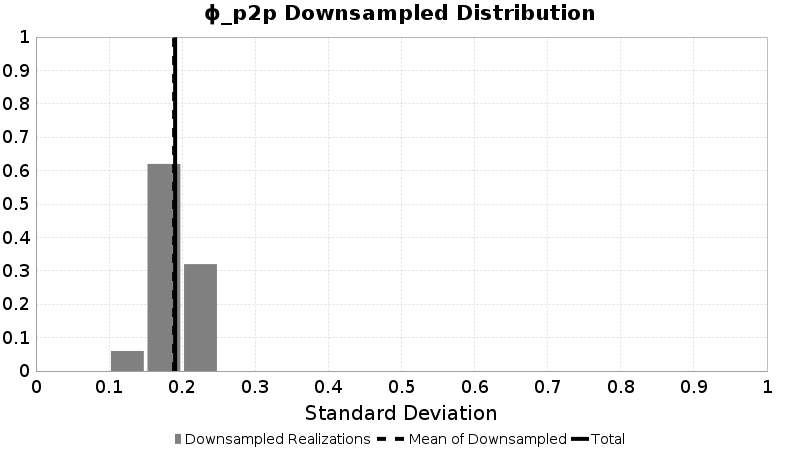 ϕ_p2p Downsampled Distribution
1
0.9
0.8
0.7
0.6
0.5
0.4
0.3
0.2
0.1
0
0 0.1 0.2 0.3 0.4 0.5 0.6 0.7 0.8 0.9 1
Standard Deviation
Downsampled Realizations Mean of Downsampled Total